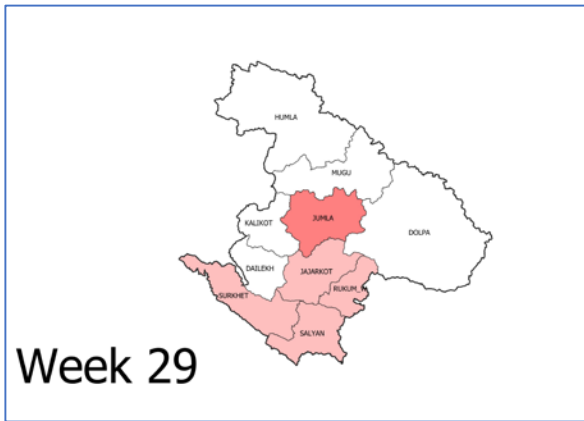 HUMLA
MUGU
JUMLA
KALIKOT
DOLPA
DAILEKH
JAJARKOT
SURKHET
RUKUM_W
SALYAN
Week 29